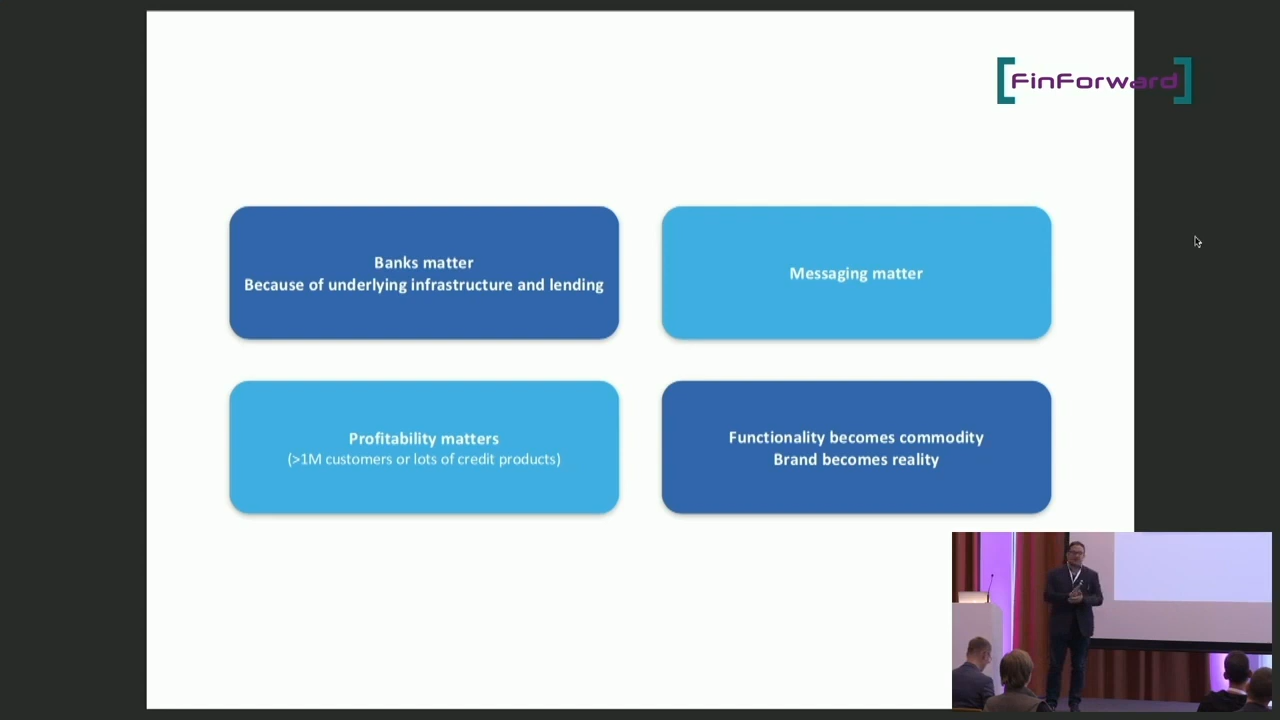 FinForward
Banks matter
Because of underlying infrastructure and lending
Messaging matter
Profitability matters
(>1M customers or lots of credit products)
Functionality becomes commodity
Brand becomes reality